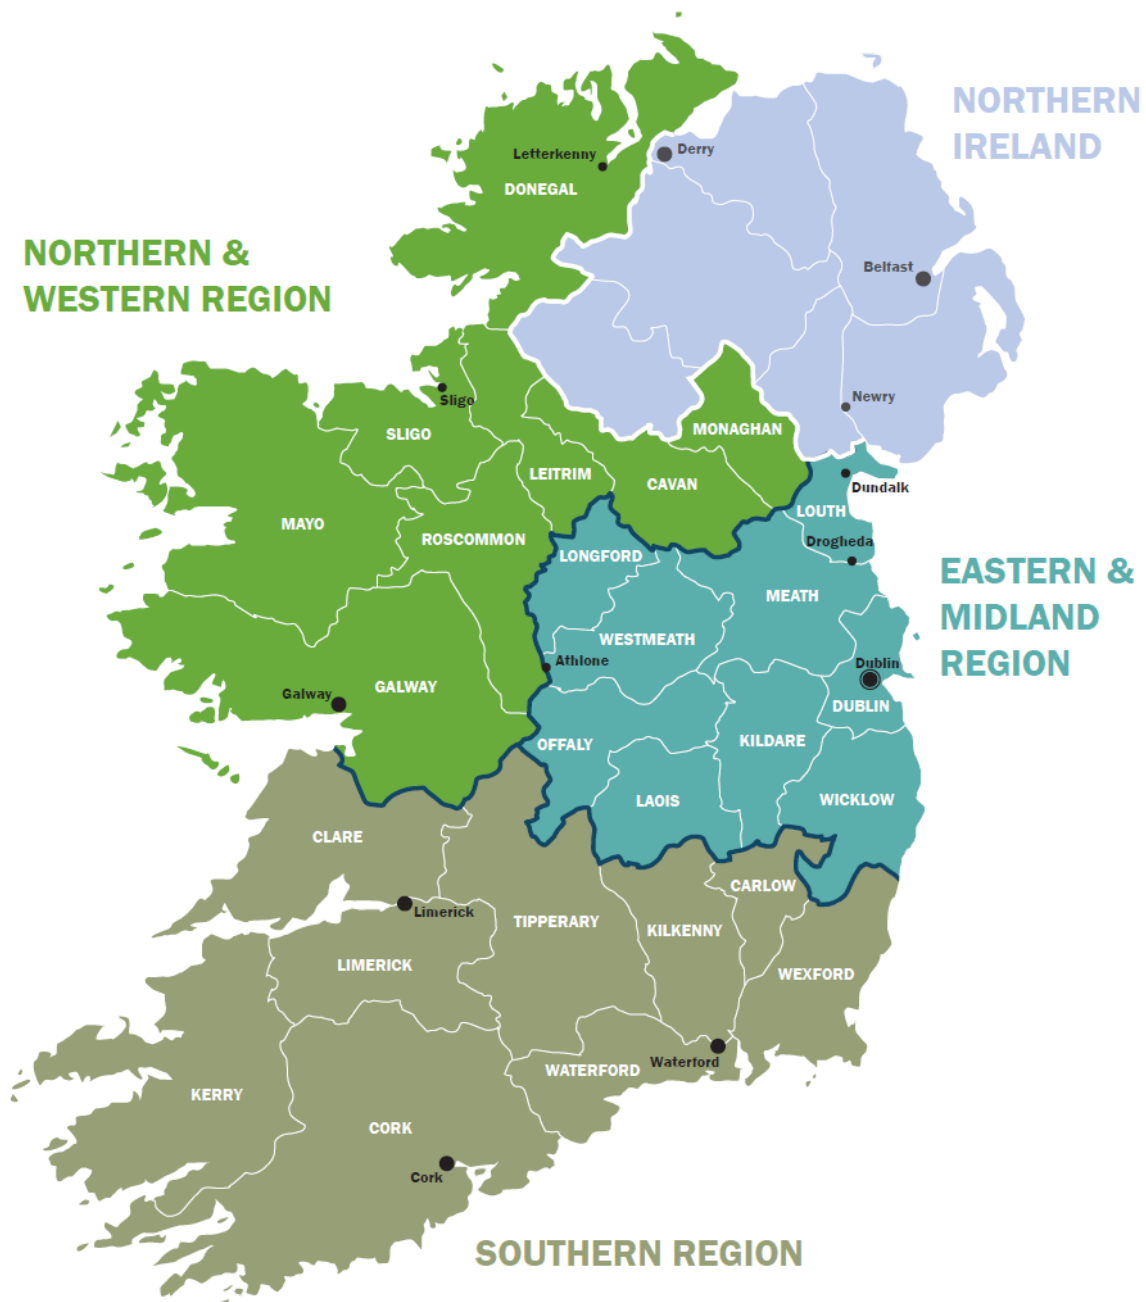 NORTHERN
IRELAND
Derry
Letterkenny
DONEGAL
NORTHERN &
WESTERN REGION
Belfast
Sligo
Newry
SLIGO
MONAGHAN
LEITRIM
CAVAN
Dundalk
LOUTH
MAYO
ROSCOMMON
Drogheda
LONGFORD
EASTERN &
MIDLAND
REGION
MEATH
WESTMEATH
Athlone
Dublin
GALWAY
Galway
DUBLIN
OFFALY
KILDARE
LAOIS
WICKLOW
CLARE
CARLOW
Limerick
TIPPERARY
KILKENNY
LIMERICK
WEXFORD
Waterford
WATERFORD
KERRY
CORK
Cork
SOUTHERN REGION